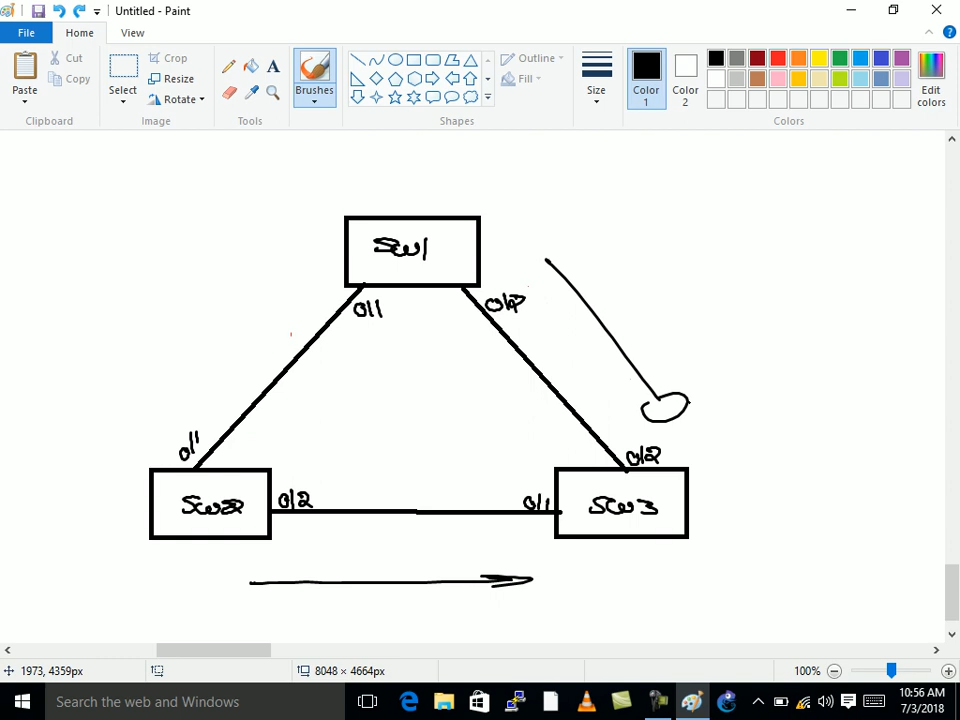 Untitled - Paint
File
Home
View
Paste
Cut
Copy
Clipboard
Select
Crop
Resize
Rotate
Image
Tools
Brushes
Shapes
Outline
Fill
Size
Color 1
Color 2
Edit colors
Colors
SW1
0/1
0/1
0/2
0/2
0/1
SW2
SW3
1973, 4359px
8048 × 4664px
100%
Search the web and Windows
10:56 AM
7/3/2018